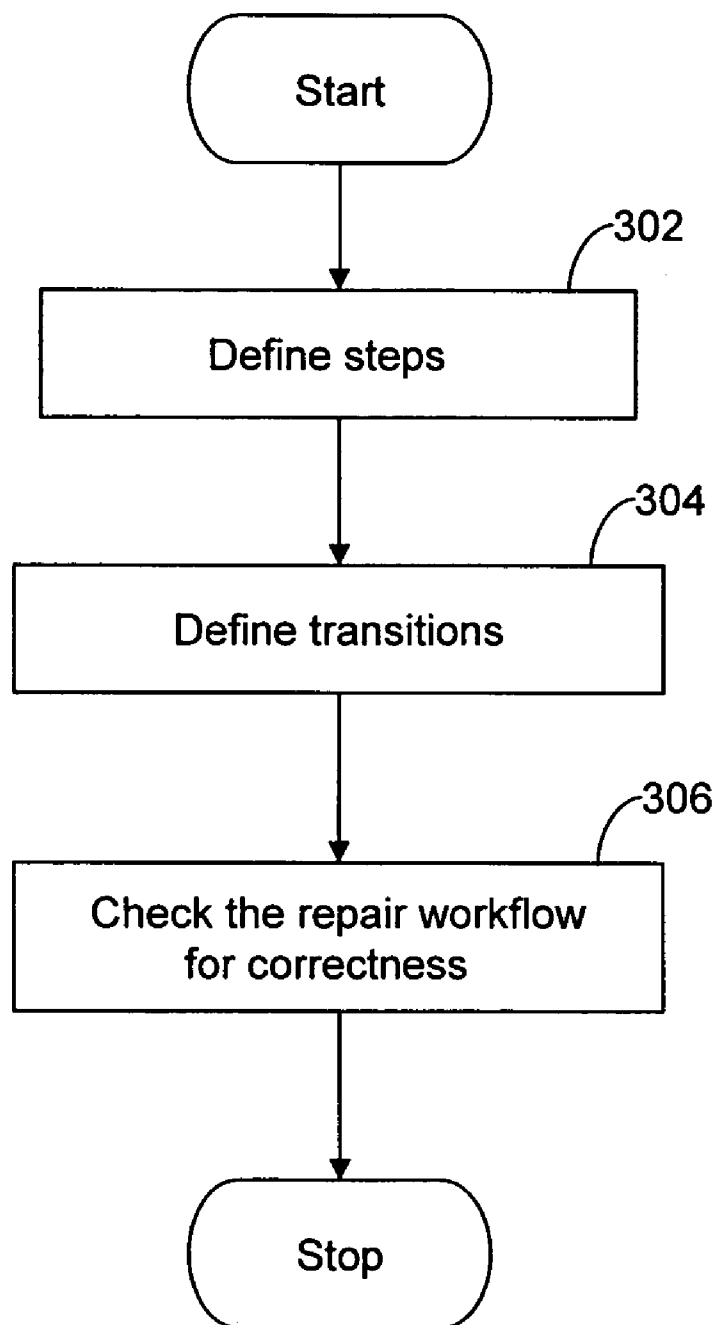 Start
302
Define steps
304
Define transitions
306
Check the repair workflow
for correctness
Stop